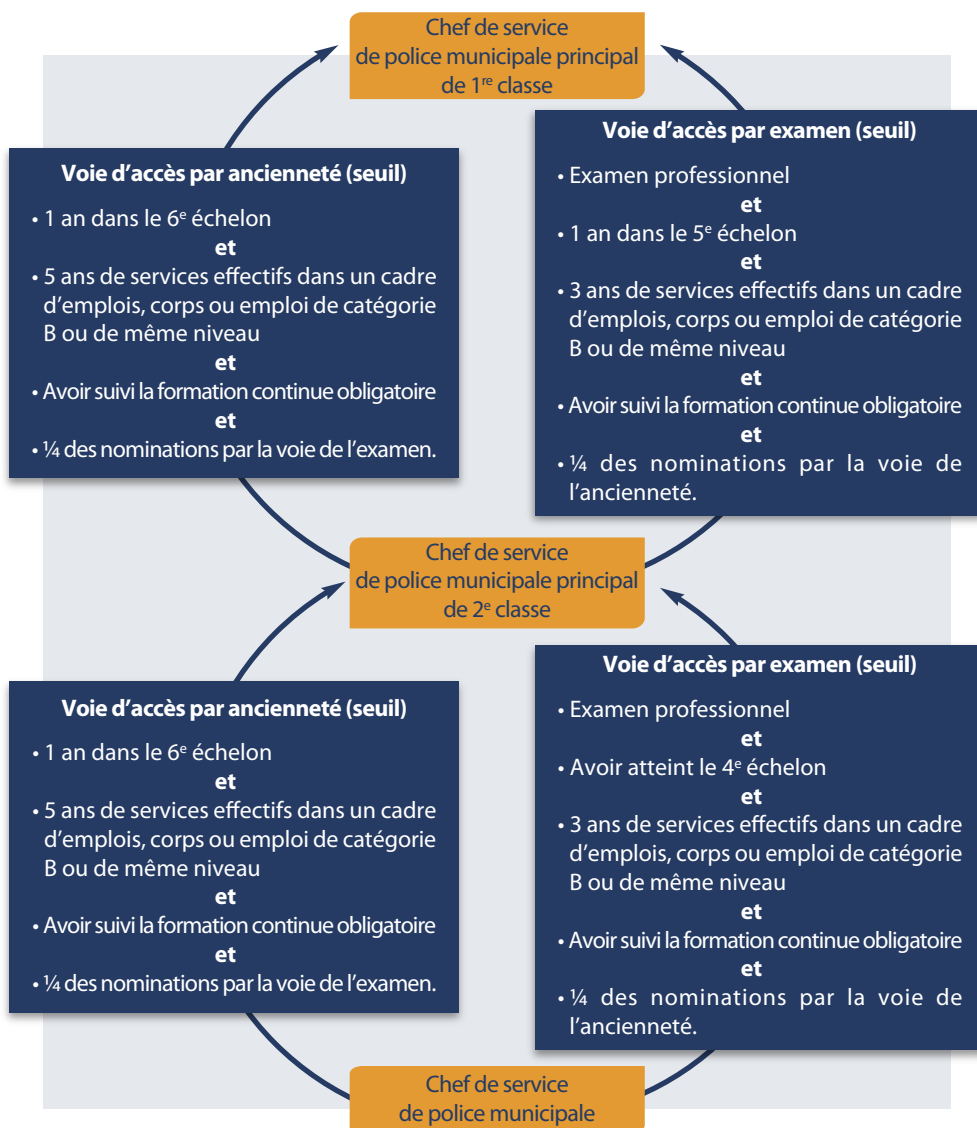 Chef de service
de police municipale principal
de 1re classe
Voie d'accès par ancienneté (seuil)
• 1 an dans le 6e échelon
et
• 5 ans de services effectifs dans un cadre
d'emplois, corps ou emploi de catégorie
B ou de même niveau
et
• Avoir suivi la formation continue obligatoire
et
• ¼ des nominations par la voie de l'examen.
Voie d'accès par examen (seuil)
• Examen professionnel
et
• 1 an dans le 5e échelon
et
• 3 ans de services effectifs dans un cadre
d'emplois, corps ou emploi de catégorie
B ou de même niveau
et
• Avoir suivi la formation continue obligatoire
et
• ¼ des nominations par la voie de
l'ancienneté.
Chef de service
de police municipale principal
de 2e classe
Voie d'accès par ancienneté (seuil)
• 1 an dans le 6e échelon
et
• 5 ans de services effectifs dans un cadre
d'emplois, corps ou emploi de catégorie
B ou de même niveau
et
• Avoir suivi la formation continue obligatoire
et
• ¼ des nominations par la voie de l'examen.
Voie d'accès par examen (seuil)
• Examen professionnel
et
• Avoir atteint le 4e échelon
et
• 3 ans de services effectifs dans un cadre
d'emplois, corps ou emploi de catégorie
B ou de même niveau
et
• Avoir suivi la formation continue obligatoire
et
• ¼ des nominations par la voie de
l'ancienneté.
Chef de service
de police municipale